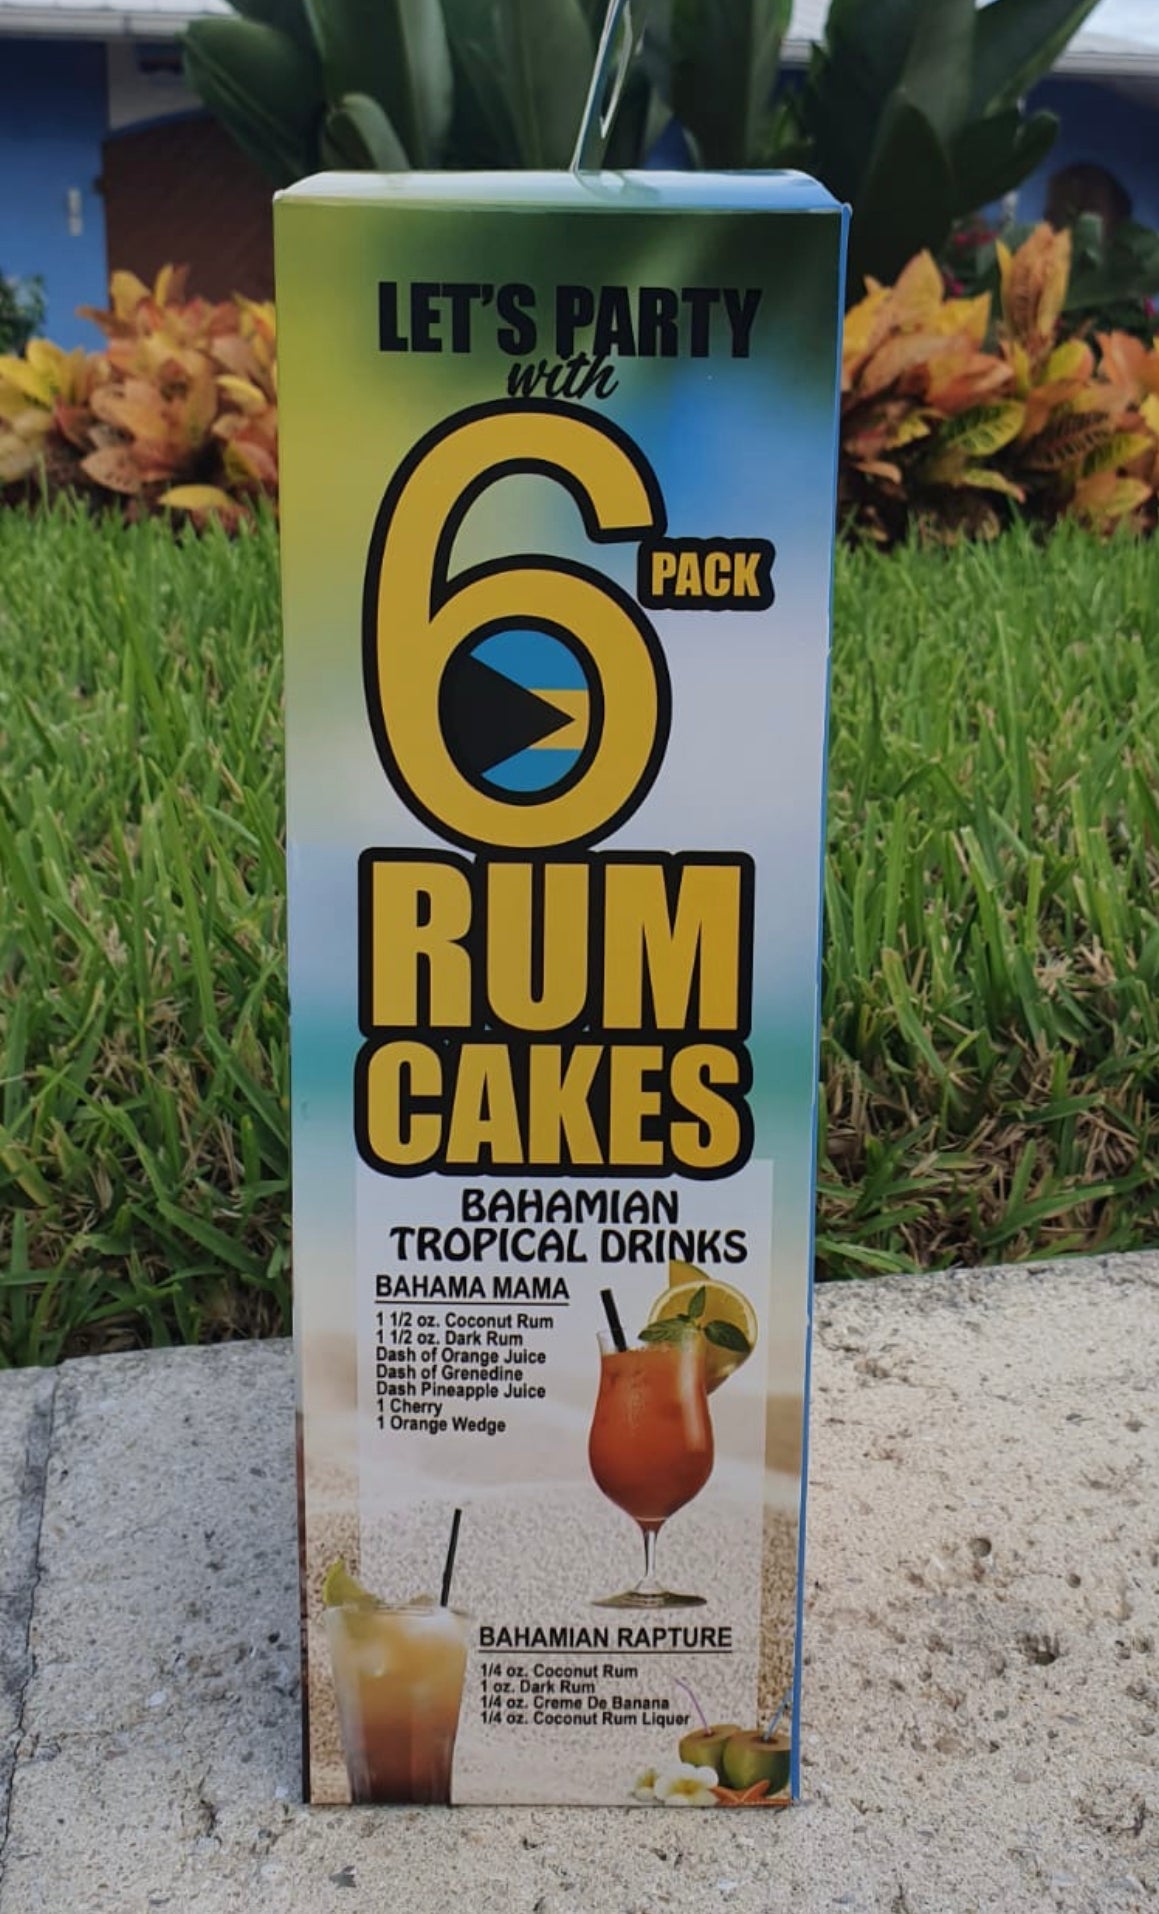 LET'S PARTY
with
6
PACK
RUM
CAKES
BAHAMIAN
TROPICAL DRINKS
BAHAMA MAMA
1 1/2 oz. Coconut Rum
1 1/2 oz. Dark Rum
Dash of Orange Juice
Dash of Grenedine
Dash Pineapple Juice
1 Cherry
1 Orange Wedge
BAHAMIAN RAPTURE
1/4 oz. Coconut Rum
1 oz. Dark Rum
1/4 oz. Creme De Banana
1/4 oz. Coconut Rum Liquer